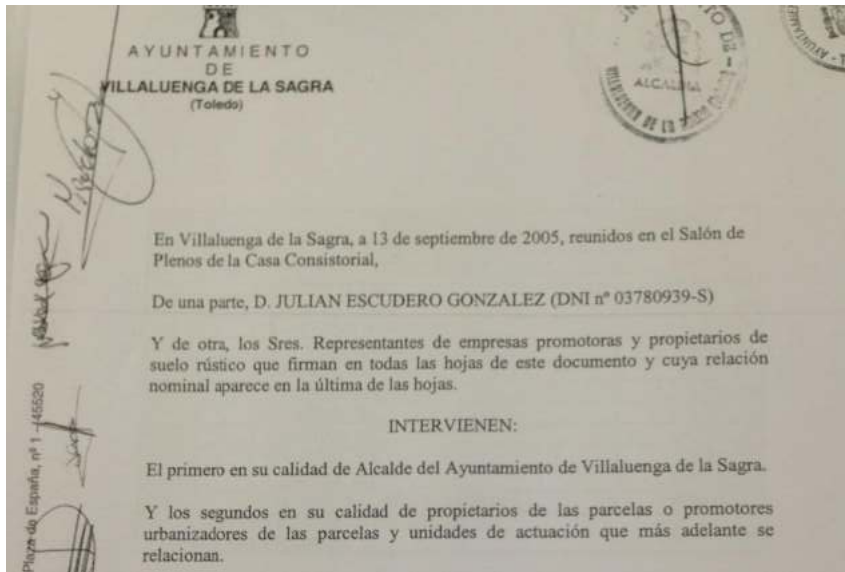 AYUNTAMIENTO
DE
VILLALUENGA DE LA SAGRA
(Toledo)
ALCALDIA
En Villaluenga de la Sagra, a 13 de septiembre de 2005, reunidos en el Salón de
Plenos de la Casa Consistorial,
De una parte, D. JULIAN ESCUDERO GONZALEZ (DNI nº 03780939-S)
Y de otra, los Sres. Representantes de empresas promotoras y propietarios de
suelo rústico que firman en todas las hojas de este documento y cuya relación
nominal aparece en la última de las hojas.
INTERVIENEN:
El primero en su calidad de Alcalde del Ayuntamiento de Villaluenga de la Sagra.
Y los segundos en su calidad de propietarios de las parcelas o promotores
urbanizadores de las parcelas y unidades de actuación que más adelante se
relacionan.
Plaza de España, nº 1 - (45520